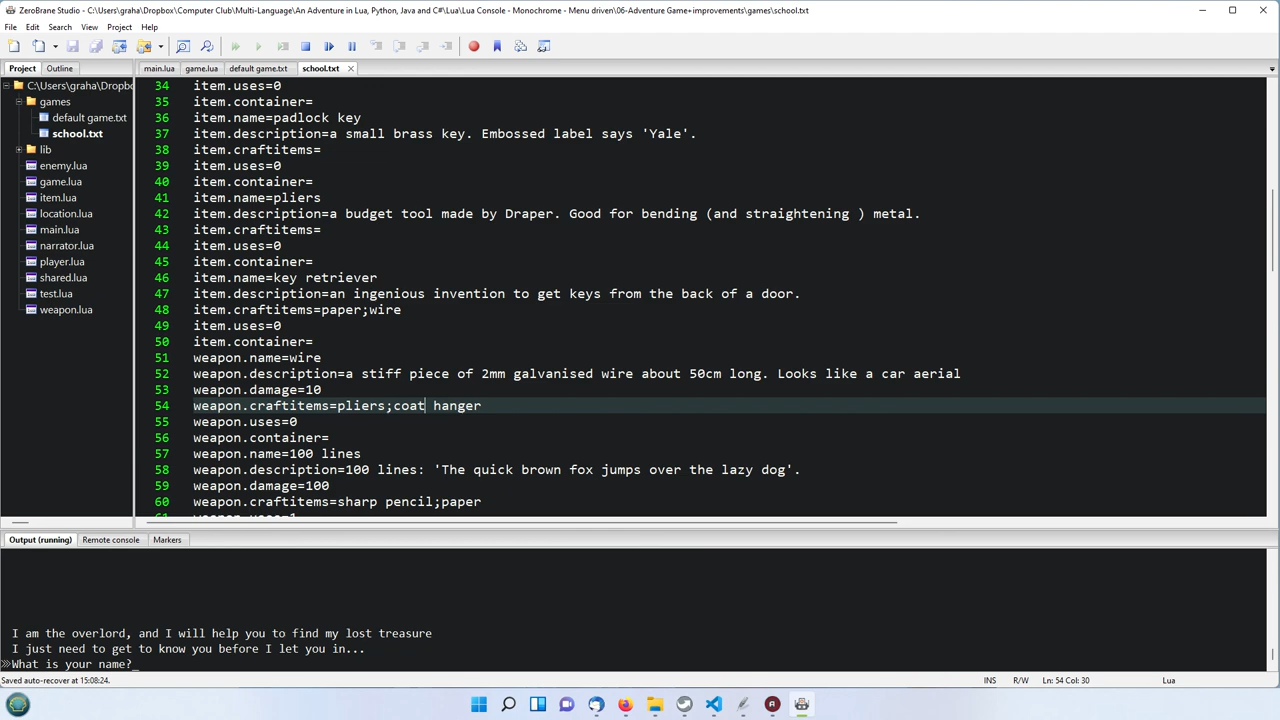 ZeroBrane Studio - C:\Users\graha\Dropbox\Computer Club\Multi-Language\An Adventure in Lua, Python, Java and C#\Lua\Lua Console - Monochrome - Menu driven\06-Adventure Game+improvements\games\school.txt
File Edit Search View Project Help
Project Outline
main.lua game.lua default game.txt school.txt
C:\Users\graha\Dropbo
games
default game.txt
school.txt
lib
enemy.lua
game.lua
item.lua
location.lua
main.lua
narrator.lua
player.lua
shared.lua
test.lua
weapon.lua
34 item.uses=0
35 item.container=
36 item.name=padlock key
37 item.description=a small brass key. Embossed label says 'Yale'.
38 item.craftitems=
39 item.uses=0
40 item.container=
41 item.name=pliers
42 item.description=a budget tool made by Draper. Good for bending (and straightening ) metal.
43 item.craftitems=
44 item.uses=0
45 item.container=
46 item.name=key retriever
47 item.description=an ingenious invention to get keys from the back of a door.
48 item.craftitems=paper;wire
49 item.uses=0
50 item.container=
51 weapon.name=wire
52 weapon.description=a stiff piece of 2mm galvanised wire about 50cm long. Looks like a car aerial
53 weapon.damage=10
54 weapon.craftitems=pliers;coat hanger
55 weapon.uses=0
56 weapon.container=
57 weapon.name=100 lines
58 weapon.description=100 lines: 'The quick brown fox jumps over the lazy dog'.
59 weapon.damage=100
60 weapon.craftitems=sharp pencil;paper
Output (running) Remote console Markers
I am the overlord, and I will help you to find my lost treasure
I just need to get to know you before I let you in...
What is your name?_
Saved auto-recover at 15:08:24. INS R/W Ln: 54 Col: 30 Lua